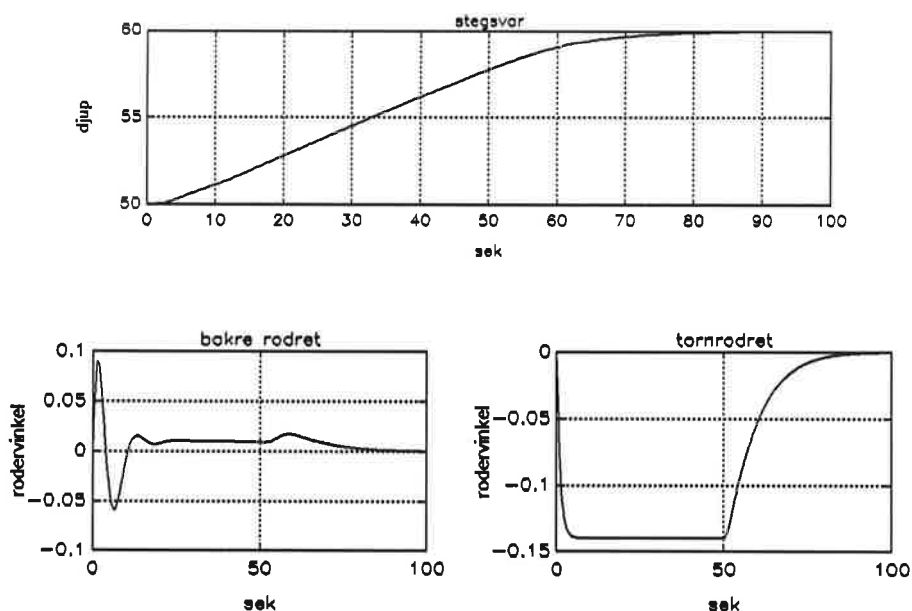 stegsvar
60
55
50
djup
0 10 20 30 40 50 60 70 80 90 100
sek
bakre rodret
0.1
0.05
0
-0.05
-0.1
rodervinkel
0 50 100
sek
tornrodret
0
-0.05
-0.1
-0.15
rodervinkel
0 50 100
sek